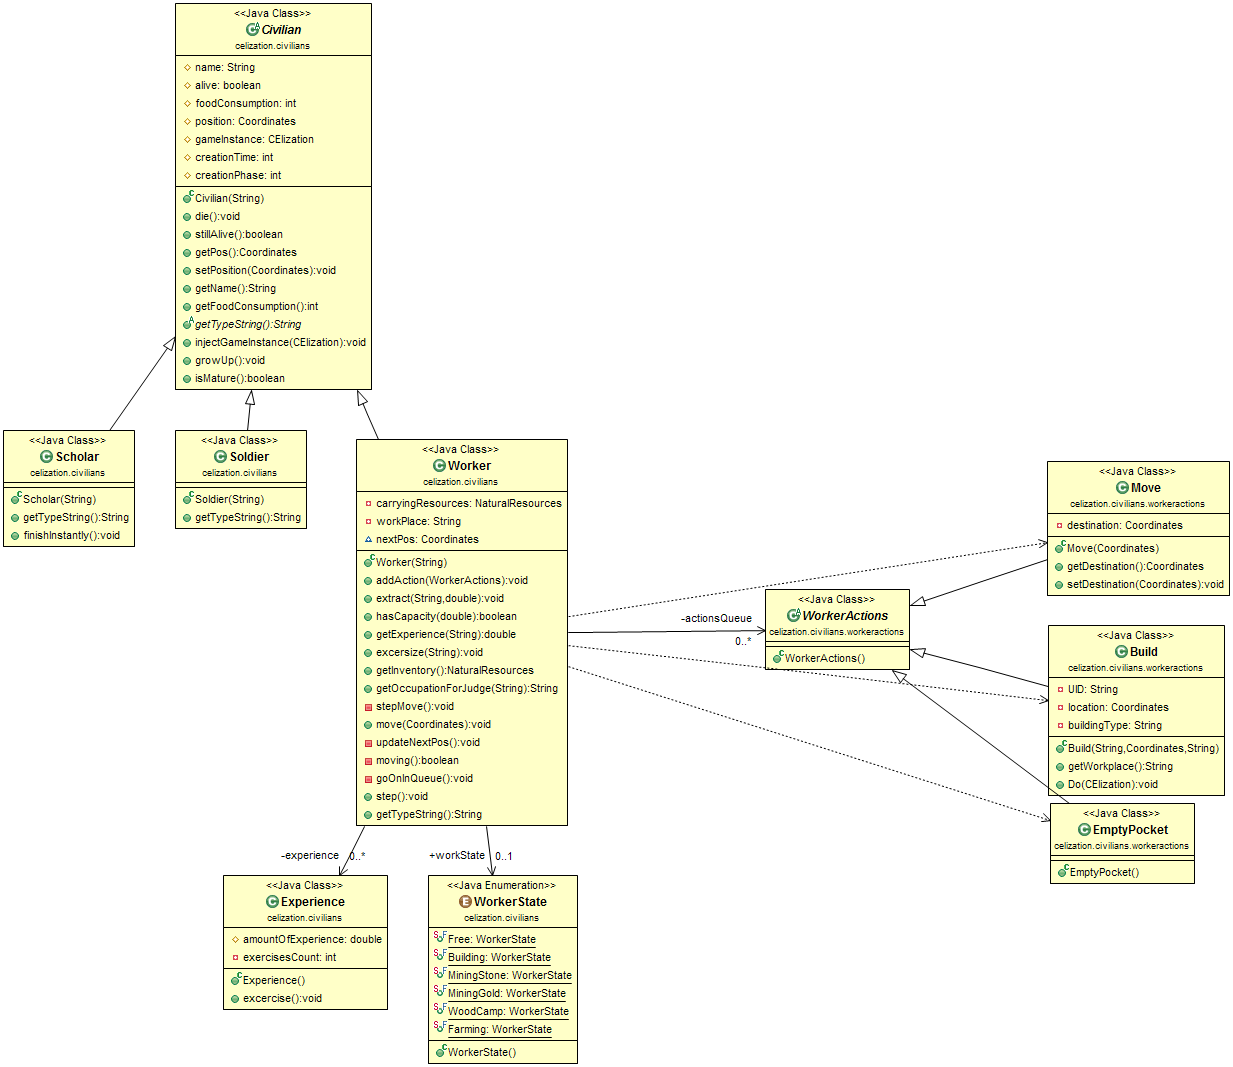 <<Java Class>>
Civilian
celization.civilians
name: String
alive: boolean
foodConsumption: int
position: Coordinates
gameInstance: CElization
creationTime: int
creationPhase: int
Civilian(String)
die():void
stillAlive():boolean
getPos():Coordinates
setPosition(Coordinates):void
getName():String
getFoodConsumption():int
getTypeString():String
injectGameInstance(CElization):void
growUp():void
isMature():boolean
<<Java Class>>
Scholar
celization.civilians
Scholar(String)
getTypeString():String
finishInstantly():void
<<Java Class>>
Soldier
celization.civilians
Soldier(String)
getTypeString():String
<<Java Class>>
Worker
celization.civilians
carryingResources: NaturalResources
workPlace: String
nextPos: Coordinates
Worker(String)
addAction(WorkerActions):void
extract(String,double):void
hasCapacity(double):boolean
getExperience(String):double
excersize(String):void
getInventory():NaturalResources
getOccupationForJudge(String):String
stepMove():void
move(Coordinates):void
updateNextPos():void
moving():boolean
goOnInQueue():void
step():void
getTypeString():String
-actionsQueue
0..*
<<Java Class>>
WorkerActions
celization.civilians.workeractions
WorkerActions()
<<Java Class>>
Move
celization.civilians.workeractions
destination: Coordinates
Move(Coordinates)
getDestination():Coordinates
setDestination(Coordinates):void
<<Java Class>>
Build
celization.civilians.workeractions
UID: String
location: Coordinates
buildingType: String
Build(String,Coordinates,String)
getWorkplace():String
Do(CElization):void
<<Java Class>>
EmptyPocket
celization.civilians.workeractions
EmptyPocket()
-experience
0..*
+workState
0..1
<<Java Class>>
Experience
celization.civilians
amountOfExperience: double
exercisesCount: int
Experience()
excercise():void
<<Java Enumeration>>
WorkerState
celization.civilians
Free: WorkerState
Building: WorkerState
MiningStone: WorkerState
MiningGold: WorkerState
WoodCamp: WorkerState
Farming: WorkerState
WorkerState()